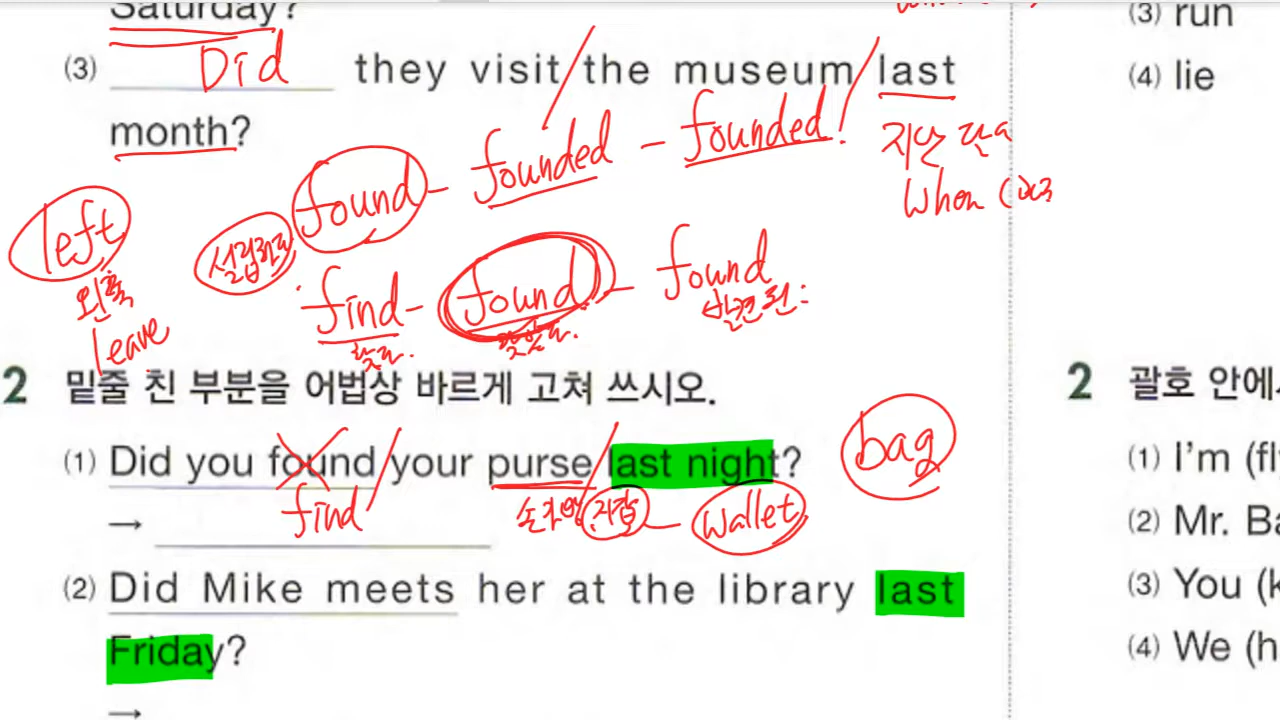 Saturday?
(3) Did they visit the museum last
month?
지난 달에
When
found - founded - founded!
left
설립하다
find - found - found
왼쪽
찾다.
찾았다.
leave
2 밑줄 친 부분을 어법상 바르게 고쳐 쓰시오.
(1) Did you found your purse last night?
bag
find
→
지갑 - wallet
(2) Did Mike meets her at the library last
Friday?
→
(3) run
(4) lie
2 괄호 안에서
(1) I'm (fl
(2) Mr. Ba
(3) You (k
(4) We (h